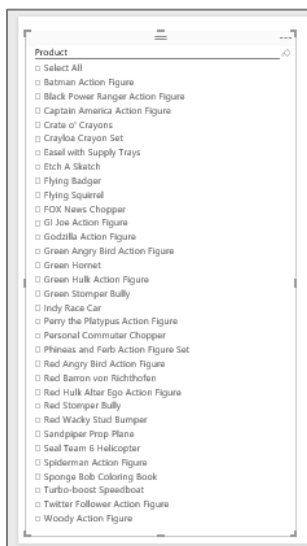 Product
Select All
Batman Action Figure
Black Power Ranger Action Figure
Captain America Action Figure
Crate o' Crayons
Crayloa Crayon Set
Easel with Supply Trays
Etch A Sketch
Flying Badger
Flying Squirrel
FOX News Chopper
GI Joe Action Figure
Godzilla Action Figure
Green Angry Bird Action Figure
Green Hornet
Green Hulk Action Figure
Green Stomper Bully
Indy Race Car
Perry the Platypus Action Figure
Personal Commuter Chopper
Phineas and Ferb Action Figure Set
Red Angry Bird Action Figure
Red Barron von Richthofen
Red Hulk Alter Ego Action Figure
Red Stomper Bully
Red Wacky Stud Bumper
Sandpiper Prop Plane
Seal Team 6 Helicopter
Spiderman Action Figure
Sponge Bob Coloring Book
Turbo-boost Speedboat
Twitter Follower Action Figure
Woody Action Figure